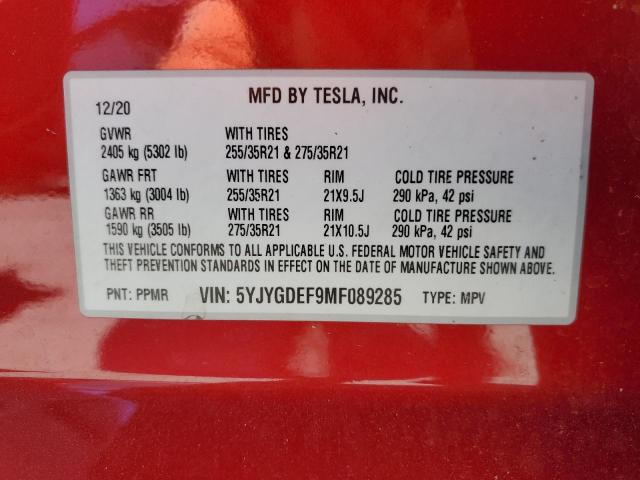 12/20 MFD BY TESLA, INC.
GVWR WITH TIRES
2405 kg (5302 lb) 255/35R21 & 275/35R21
GAWR FRT WITH TIRES RIM COLD TIRE PRESSURE
1363 kg (3004 lb) 255/35R21 21X9.5J 290 kPa, 42 psi
GAWR RR WITH TIRES RIM COLD TIRE PRESSURE
1590 kg (3505 lb) 275/35R21 21X10.5J 290 kPa, 42 psi
THIS VEHICLE CONFORMS TO ALL APPLICABLE U.S. FEDERAL MOTOR VEHICLE SAFETY AND
THEFT PREVENTION STANDARDS IN EFFECT ON THE DATE OF MANUFACTURE SHOWN ABOVE.
PNT: PPMR VIN: 5YJYGDEF9MF089285 TYPE: MPV